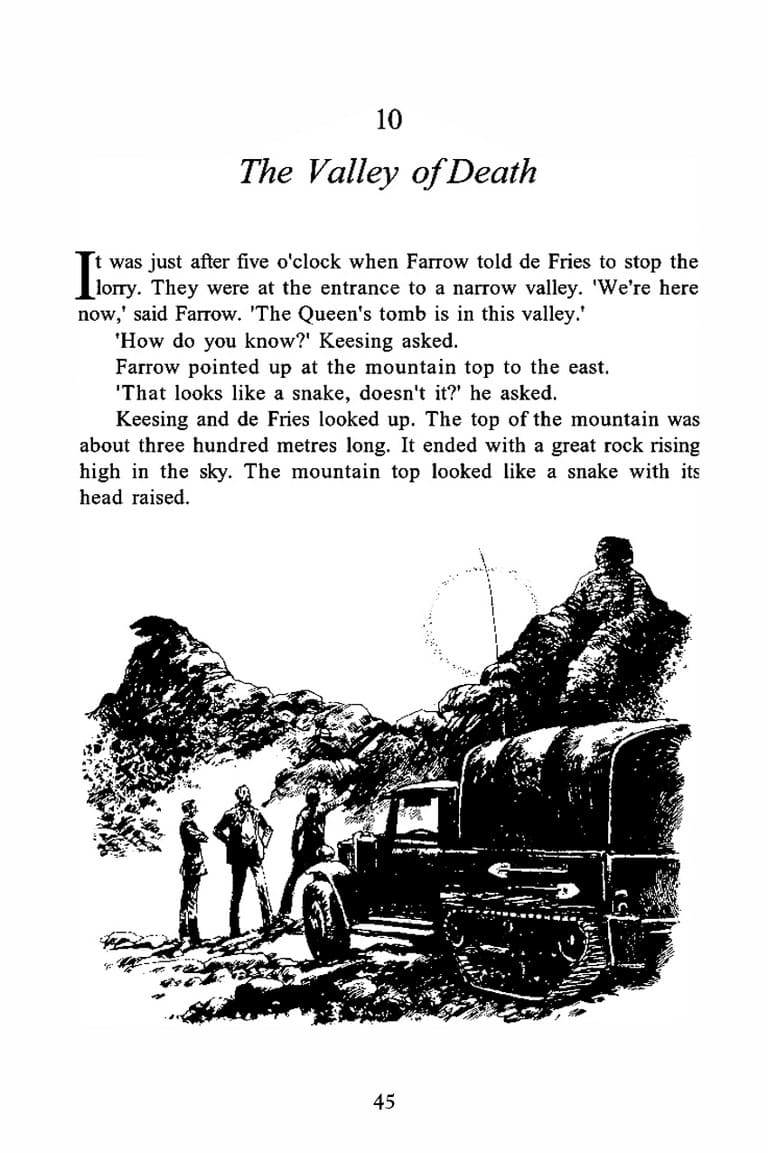 10
The Valley of Death
It was just after five o'clock when Farrow told de Fries to stop the
lorry. They were at the entrance to a narrow valley. 'We're here
now,' said Farrow. 'The Queen's tomb is in this valley.'
'How do you know?' Keesing asked.
Farrow pointed up at the mountain top to the east.
'That looks like a snake, doesn't it?' he asked.
Keesing and de Fries looked up. The top of the mountain was
about three hundred metres long. It ended with a great rock rising
high in the sky. The mountain top looked like a snake with its
head raised.
45